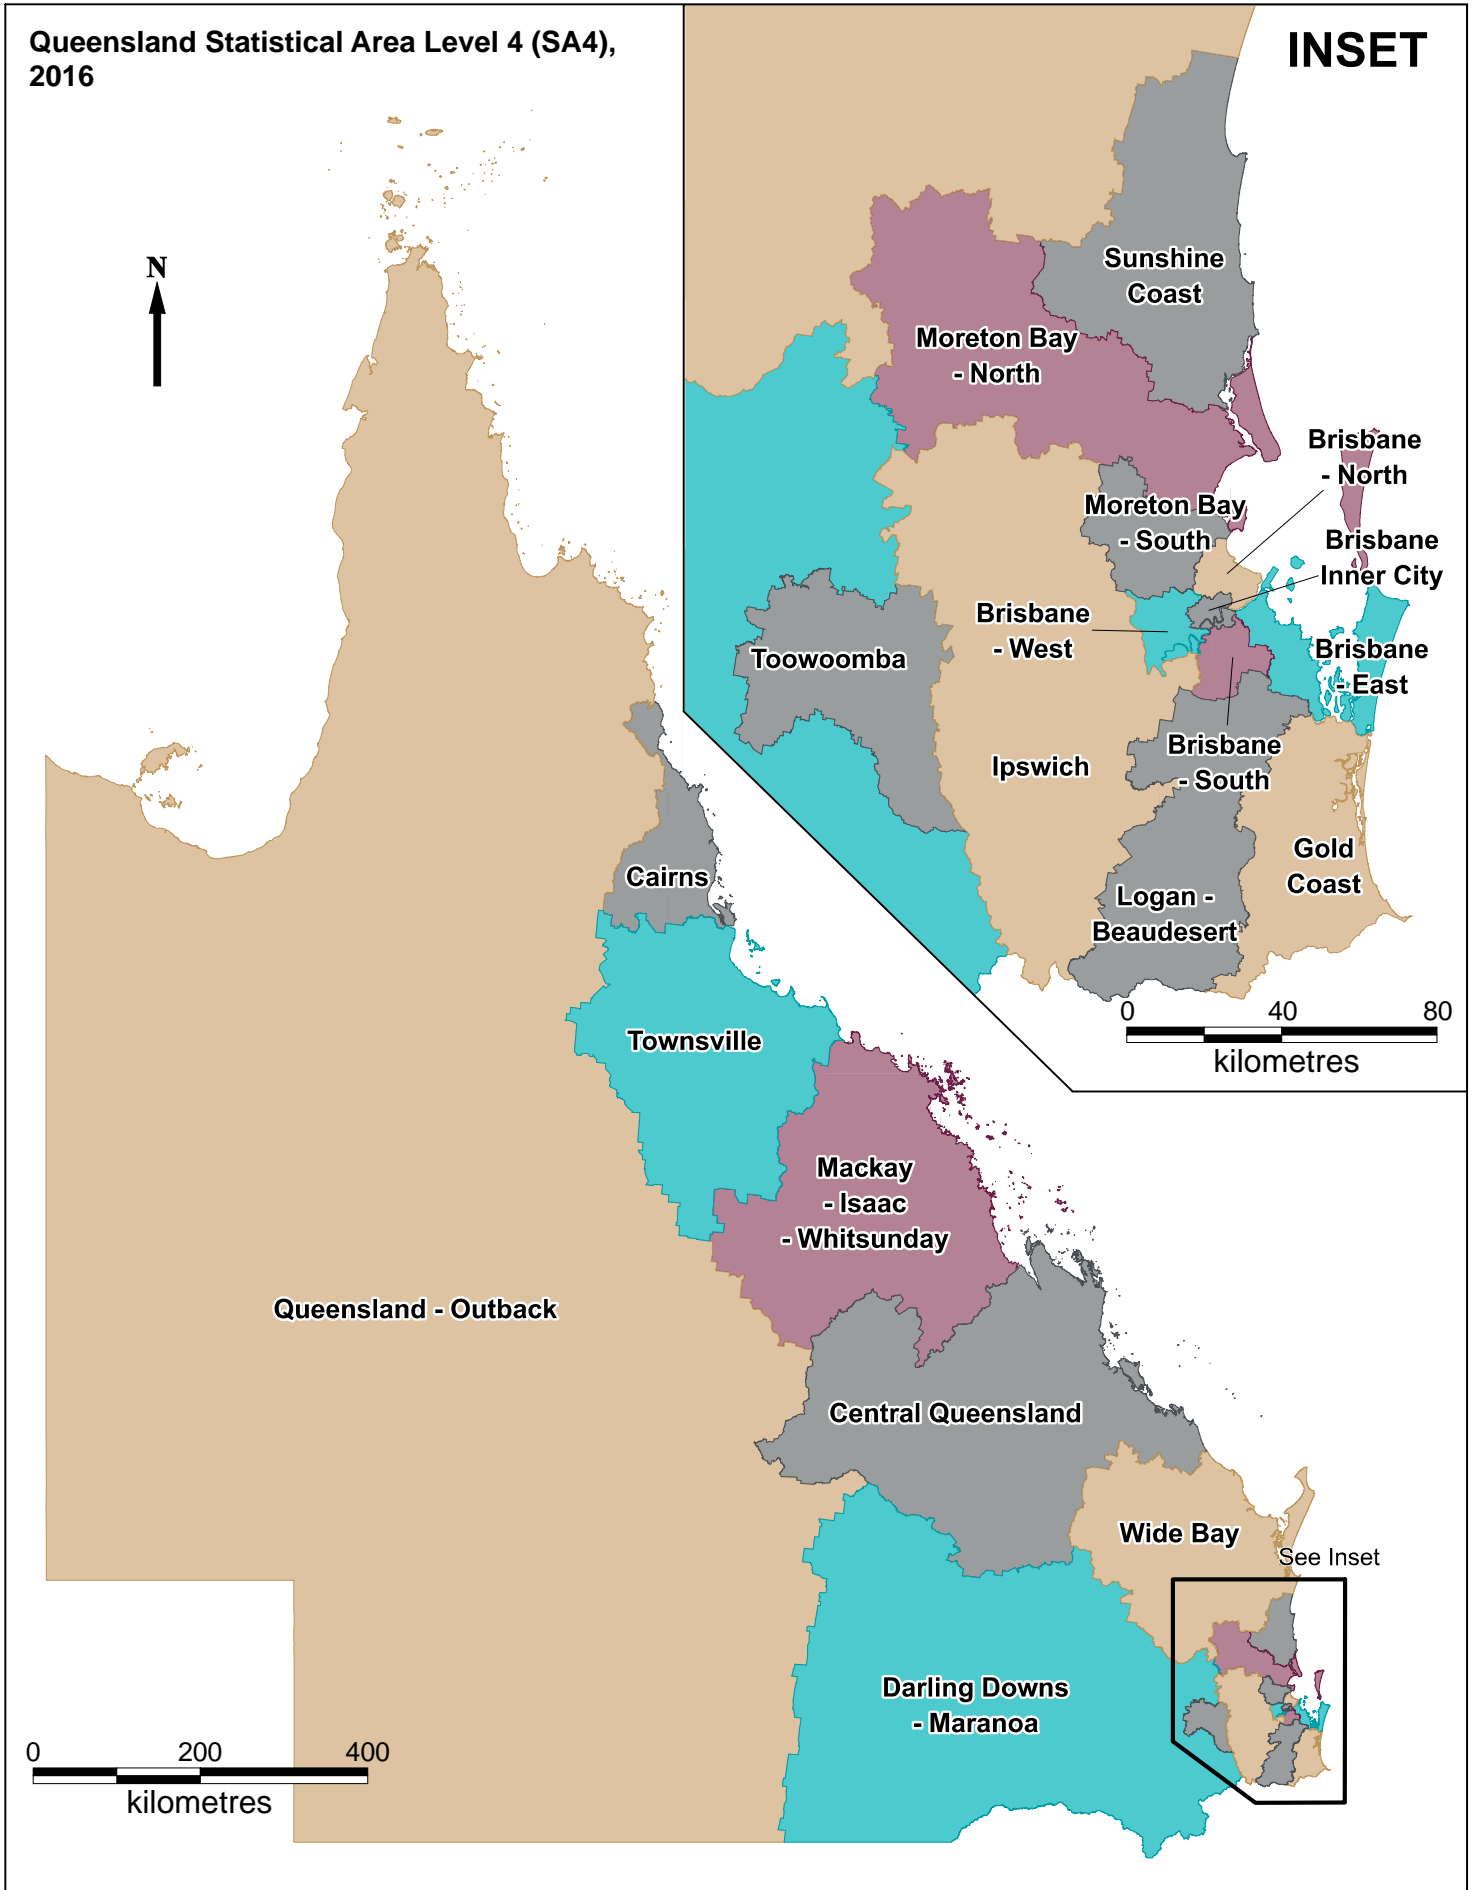 Queensland Statistical Area Level 4 (SA4),
2016
INSET
N
Sunshine
Coast
Moreton Bay
- North
Brisbane
- North
Moreton Bay
- South
Brisbane
Inner City
Brisbane
- West
Toowoomba
Brisbane
- East
Brisbane
- South
Ipswich
Gold
Coast
Logan -
Beaudesert
0 40 80
kilometres
Cairns
Townsville
Mackay
- Isaac
- Whitsunday
Queensland - Outback
Central Queensland
Wide Bay
See Inset
Darling Downs
- Maranoa
0 200 400
kilometres